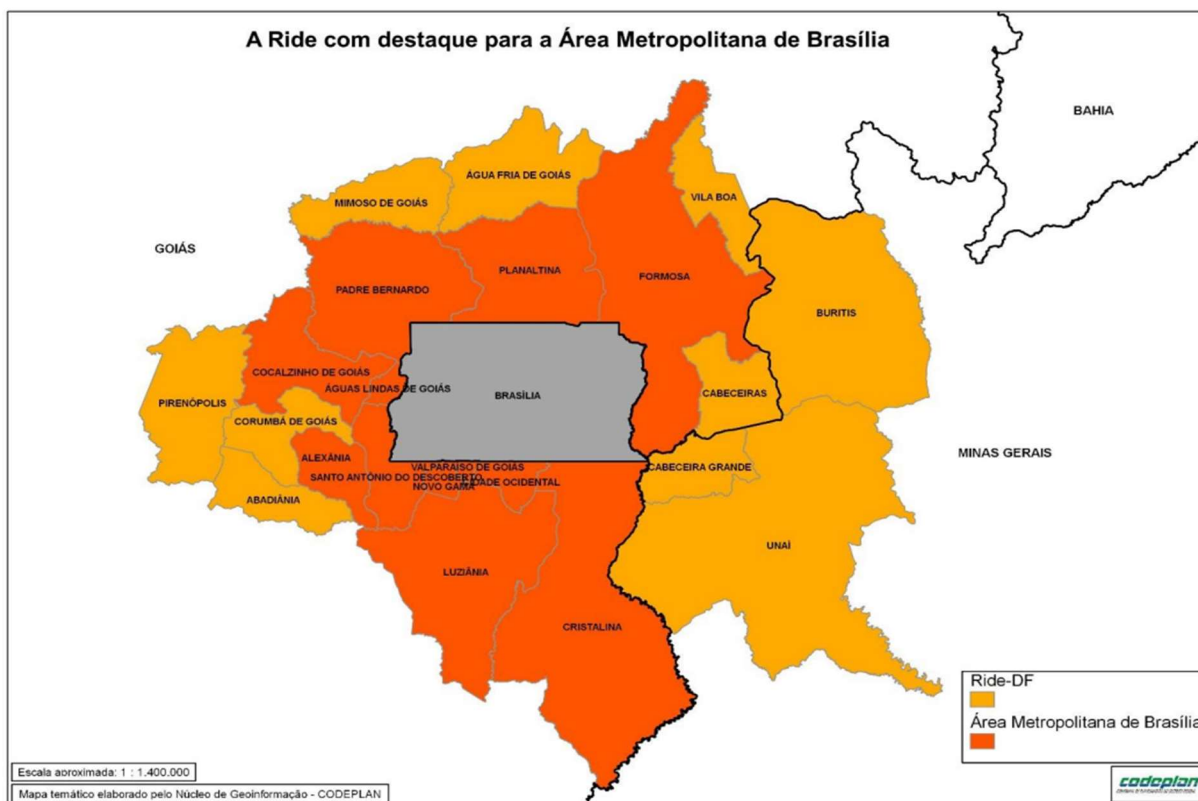 A Ride com destaque para a Área Metropolitana de Brasília
BAHIA
ÁGUA FRIA DE GOIÁS
MIMOSO DE GOIÁS
VILA BOA
GOIÁS
PLANALTINA
FORMOSA
PADRE BERNARDO
BURITIS
COCALZINHO DE GOIÁS
ÁGUAS LINDAS DE GOIÁS
BRASÍLIA
CABECEIRAS
PIRENÓPOLIS
CORUMBÁ DE GOIÁS
MINAS GERAIS
ALEXÂNIA
VALPARAÍSO DE GOIÁS
CABECEIRA GRANDE
SANTO ANTÔNIO DO DESCOBERTO
CIDADE OCIDENTAL
NOVO GAMA
ABADIÂNIA
UNAÍ
LUZIÂNIA
CRISTALINA
Ride-DF
Área Metropolitana de Brasília
Escala aproximada: 1 : 1.400.000
Mapa temático elaborado pelo Núcleo de Geoinformação - CODEPLAN
codeplan